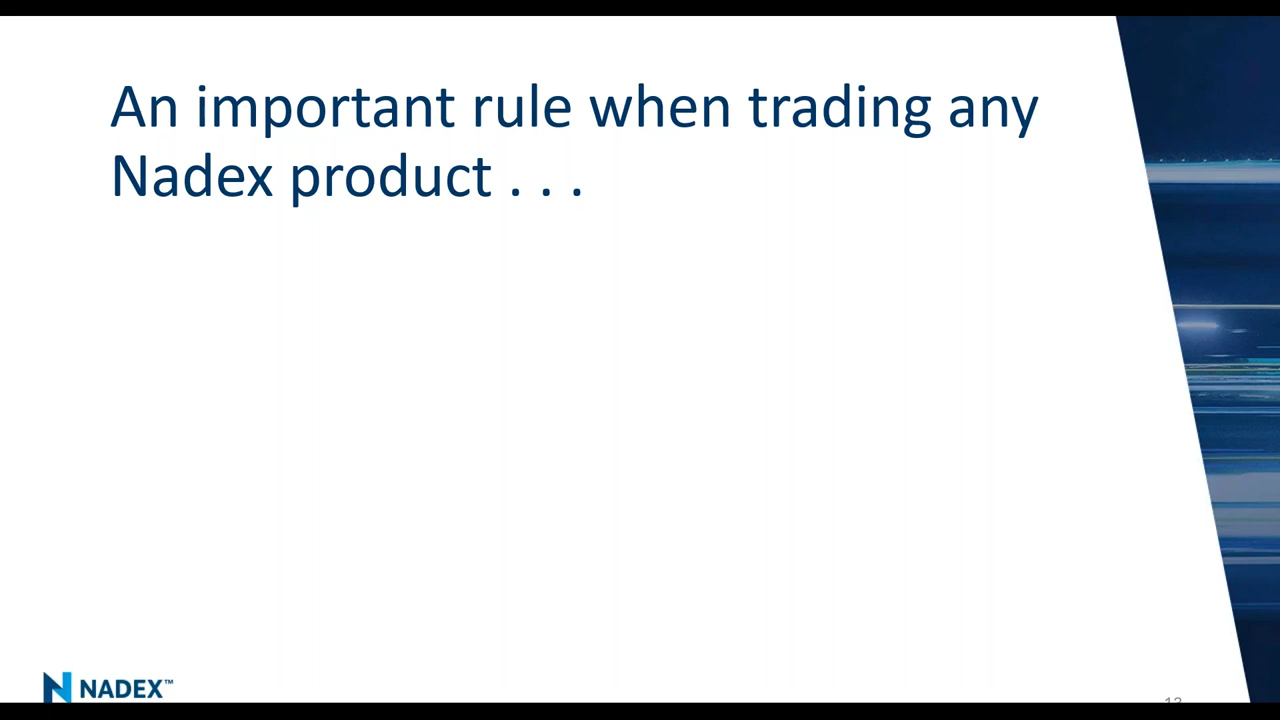 An important rule when trading any
Nadex product . . .
NADEX™